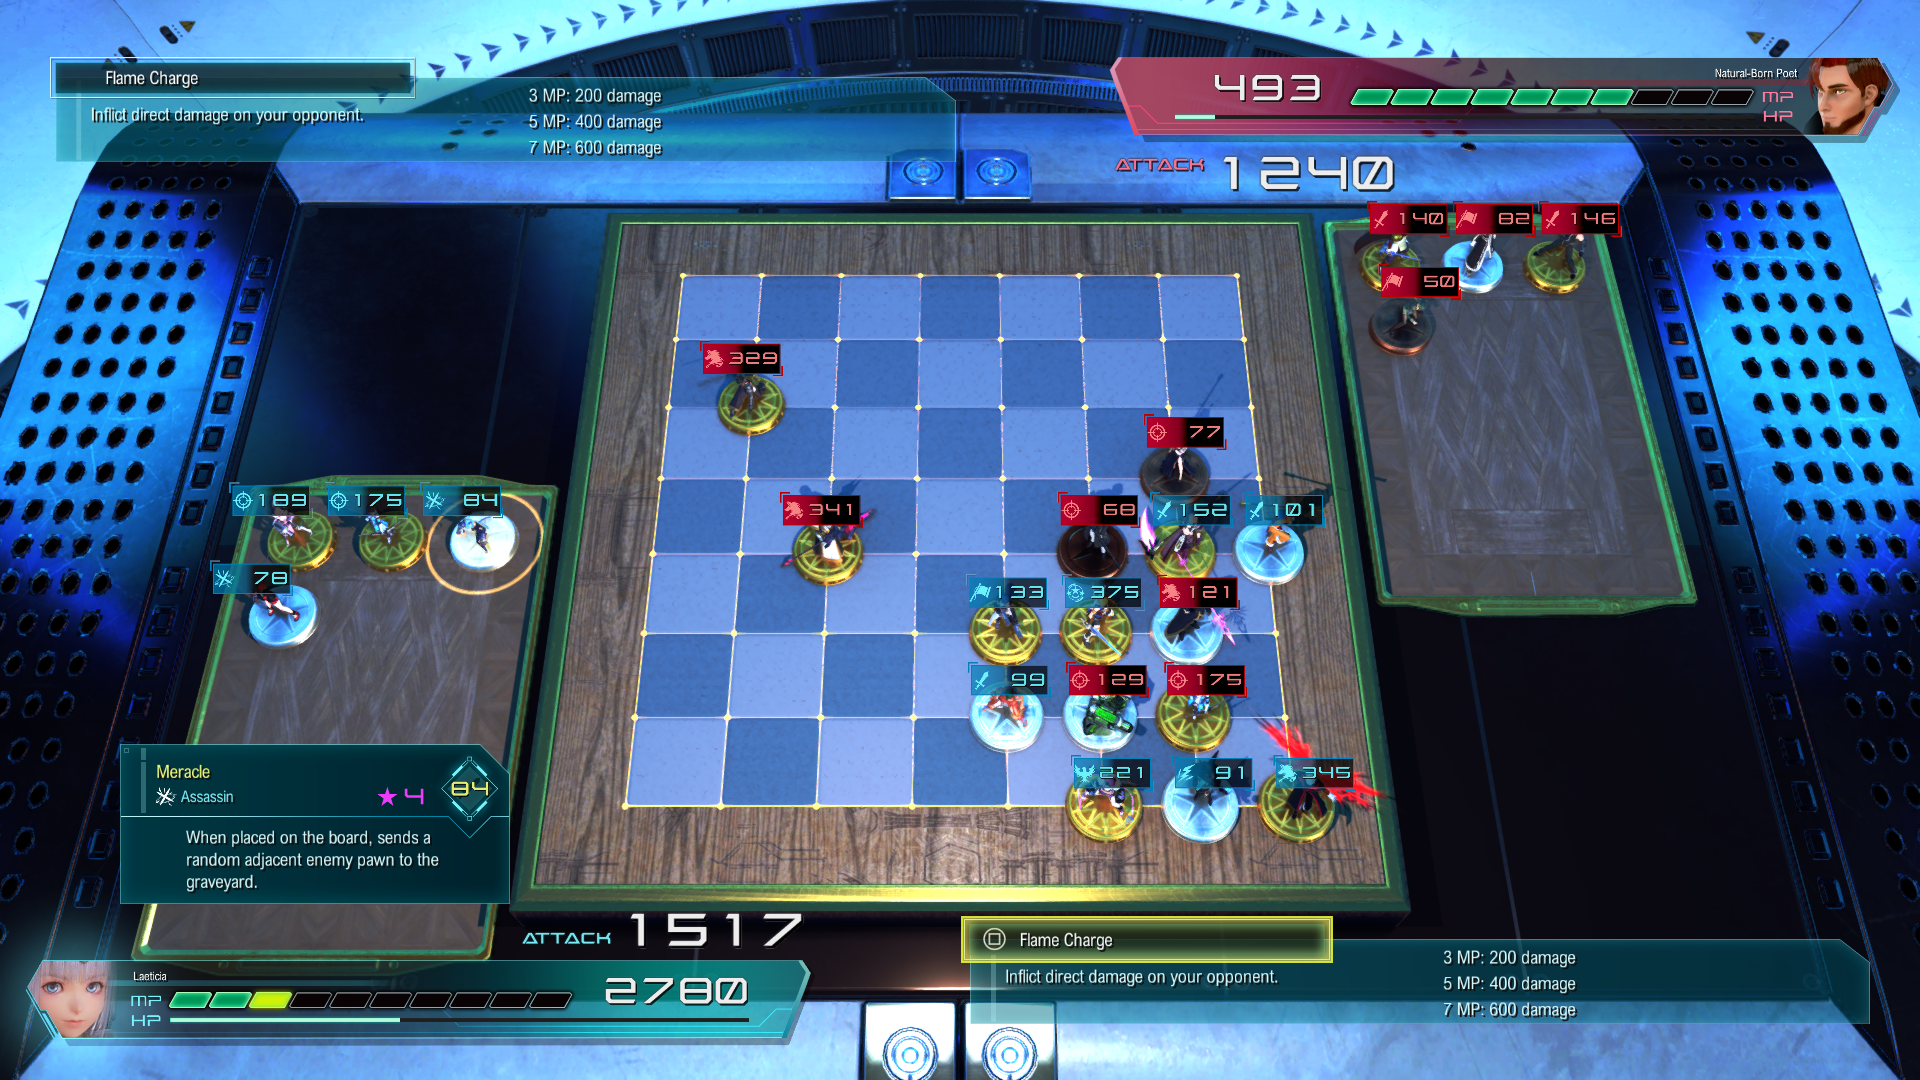 Flame Charge
Inflict direct damage on your opponent.
3 MP: 200 damage
5 MP: 400 damage
7 MP: 600 damage
493
Natural-Born Poet
MP
HP
ATTACK 1240
140
82
146
50
329
77
341
68
152
101
189
175
84
78
133
375
121
99
129
175
221
91
345
Meracle
Assassin
4
84
When placed on the board, sends a
random adjacent enemy pawn to the
graveyard.
ATTACK 1517
Laeticia
MP
HP
2780
Flame Charge
Inflict direct damage on your opponent.
3 MP: 200 damage
5 MP: 400 damage
7 MP: 600 damage